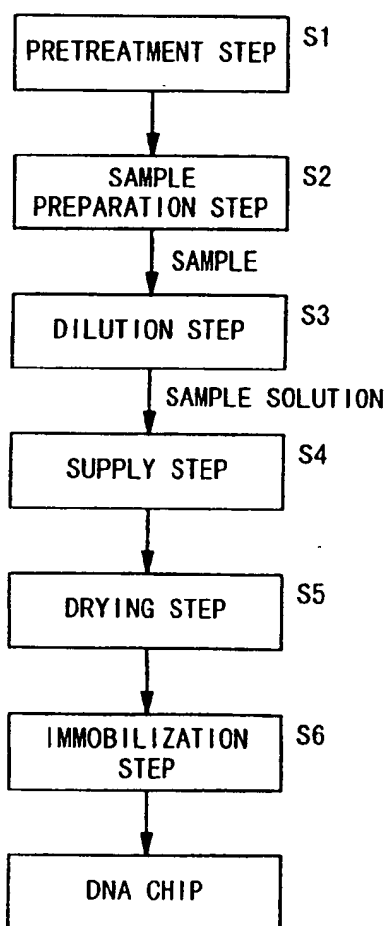 PRETREATMENT STEP
S1
SAMPLE
PREPARATION STEP
S2
SAMPLE
DILUTION STEP
S3
SAMPLE SOLUTION
SUPPLY STEP
S4
DRYING STEP
S5
IMMOBILIZATION
STEP
S6
DNA CHIP